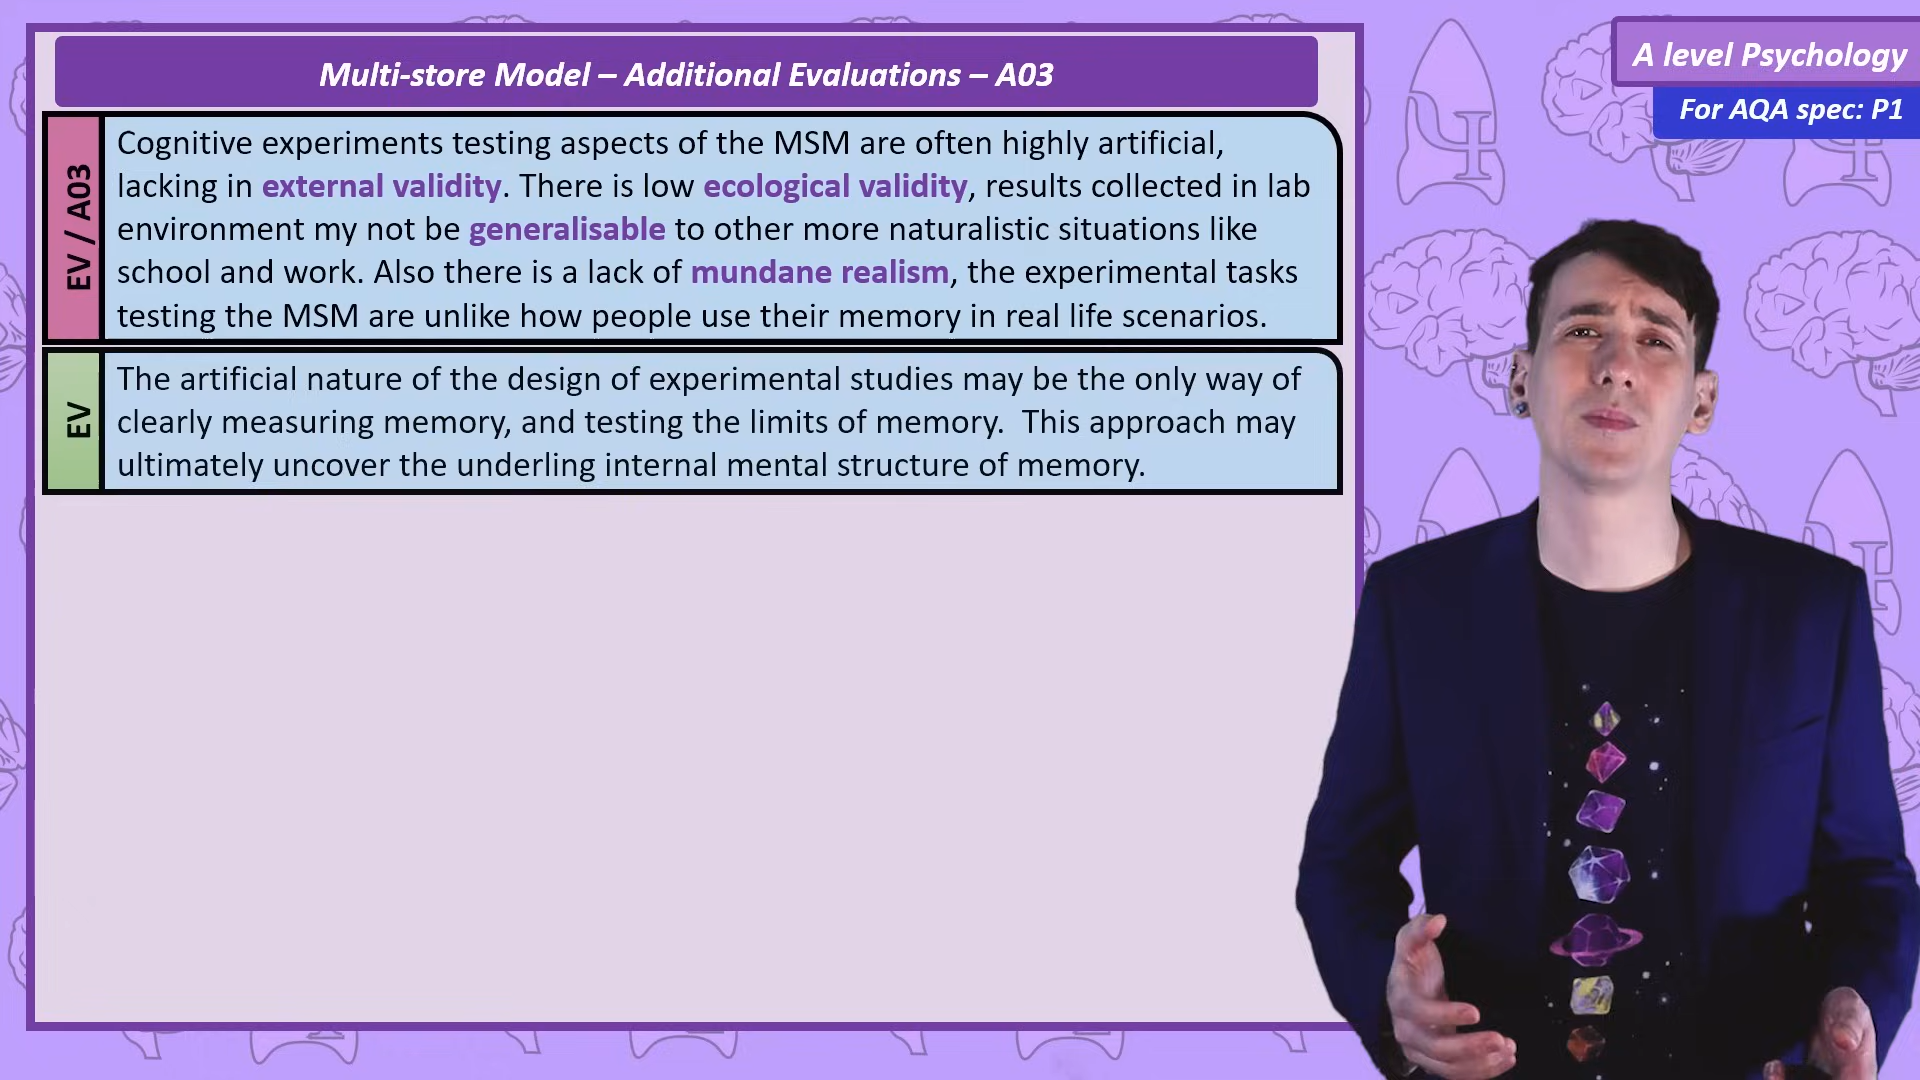 Multi-store Model – Additional Evaluations – A03
A level Psychology
For AQA spec: P1
EV / A03
Cognitive experiments testing aspects of the MSM are often highly artificial,
lacking in external validity. There is low ecological validity, results collected in lab
environment my not be generalisable to other more naturalistic situations like
school and work. Also there is a lack of mundane realism, the experimental tasks
testing the MSM are unlike how people use their memory in real life scenarios.
EV
The artificial nature of the design of experimental studies may be the only way of
clearly measuring memory, and testing the limits of memory.  This approach may
ultimately uncover the underling internal mental structure of memory.